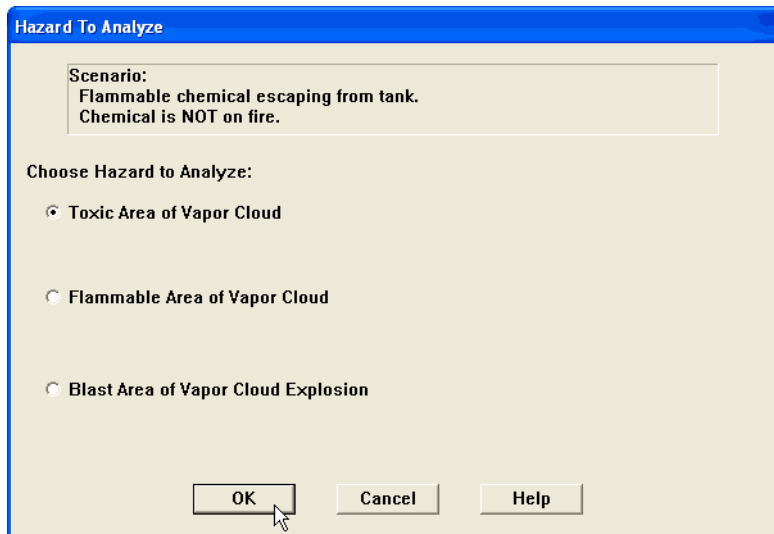 Hazard To Analyze
Scenario:
Flammable chemical escaping from tank.
Chemical is NOT on fire.
Choose Hazard to Analyze:
Toxic Area of Vapor Cloud
Flammable Area of Vapor Cloud
Blast Area of Vapor Cloud Explosion
OK Cancel Help